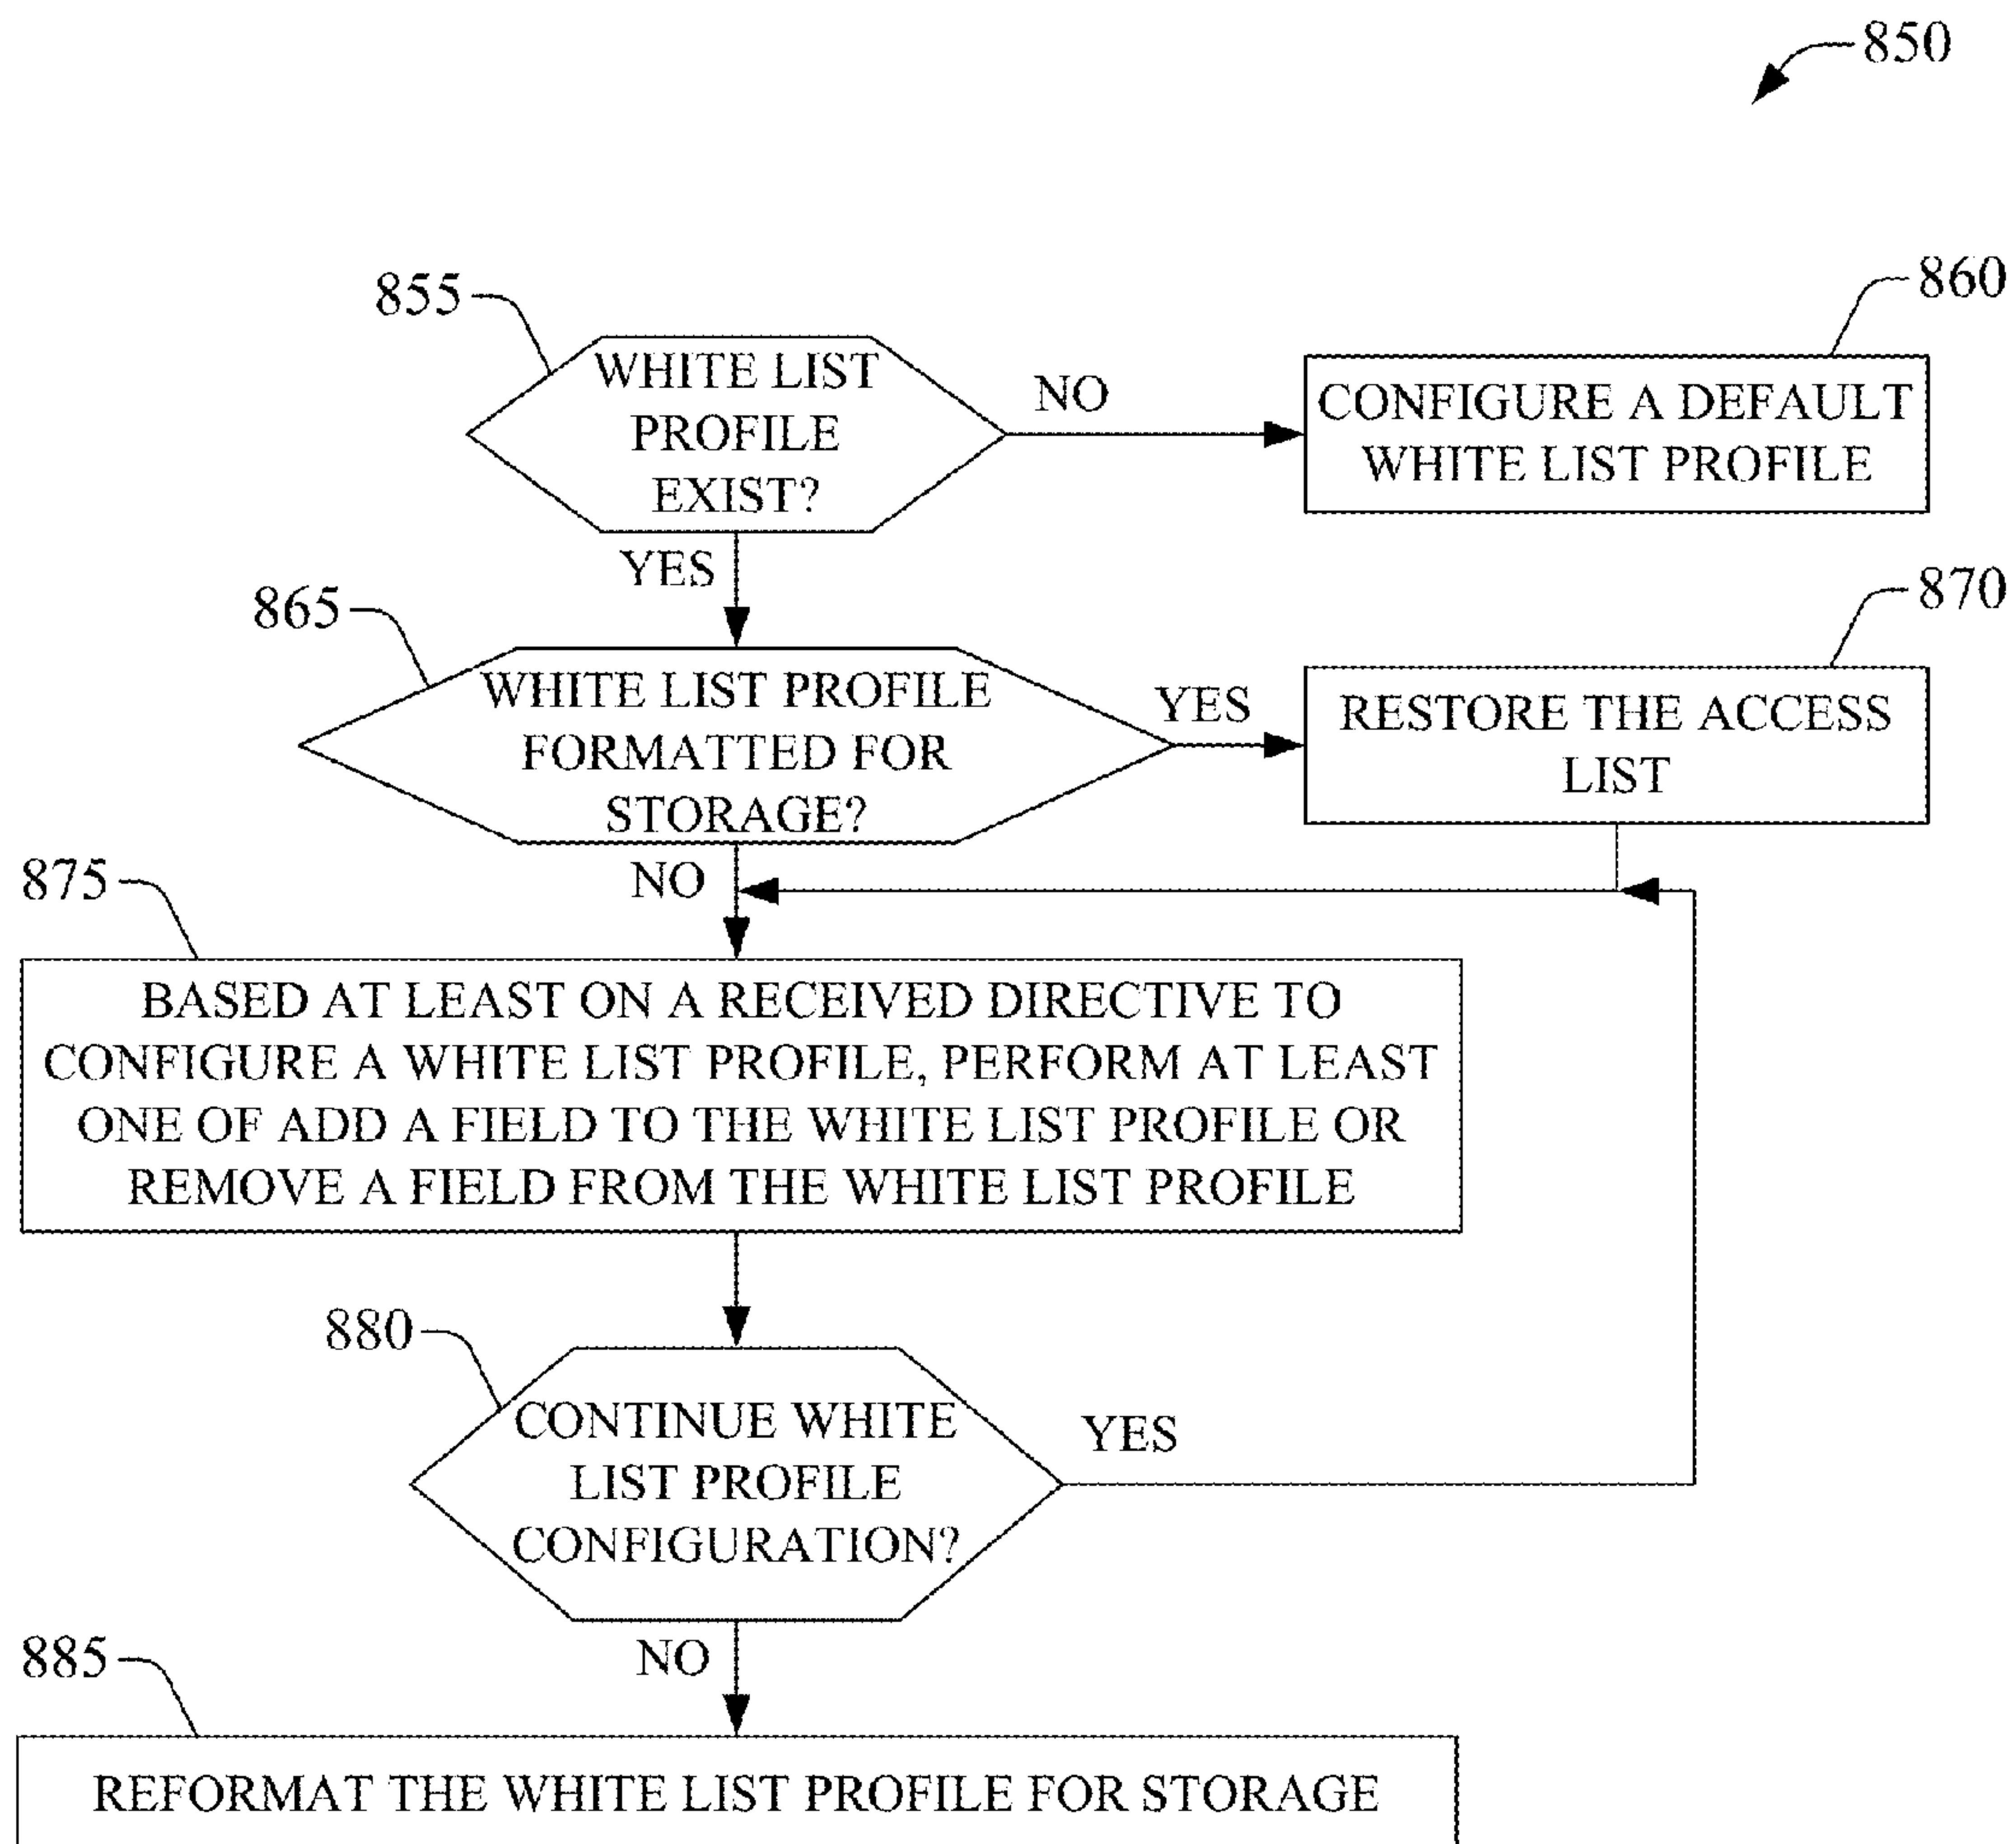 850
855
WHITE LIST
PROFILE
EXIST?
NO
860
CONFIGURE A DEFAULT
WHITE LIST PROFILE
YES
865
WHITE LIST PROFILE
FORMATTED FOR
STORAGE?
YES
870
RESTORE THE ACCESS
LIST
NO
875
BASED AT LEAST ON A RECEIVED DIRECTIVE TO
CONFIGURE A WHITE LIST PROFILE, PERFORM AT LEAST
ONE OF ADD A FIELD TO THE WHITE LIST PROFILE OR
REMOVE A FIELD FROM THE WHITE LIST PROFILE
880
CONTINUE WHITE
LIST PROFILE
CONFIGURATION?
YES
NO
885
REFORMAT THE WHITE LIST PROFILE FOR STORAGE